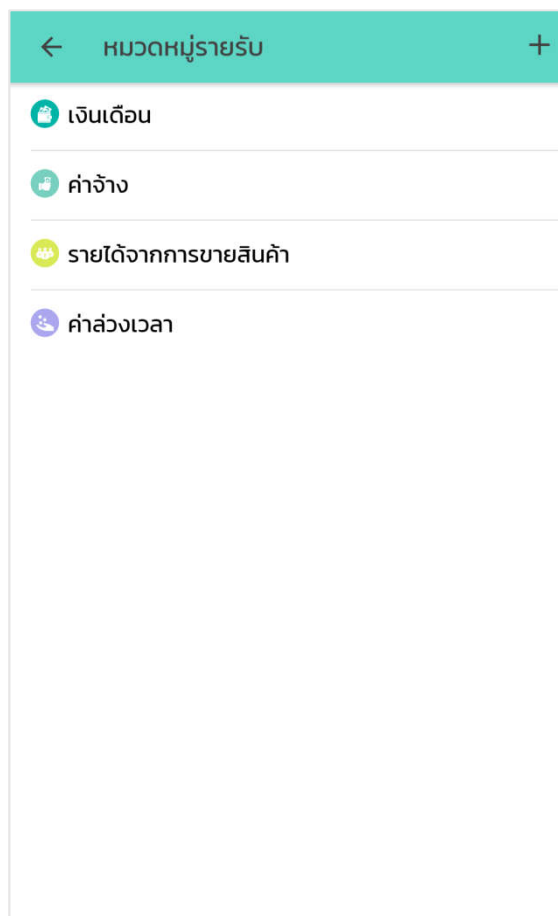 หมวดหมู่รายรับ
เงินเดือน
ค่าจ้าง
รายได้จากการขายสินค้า
ค่าล่วงเวลา